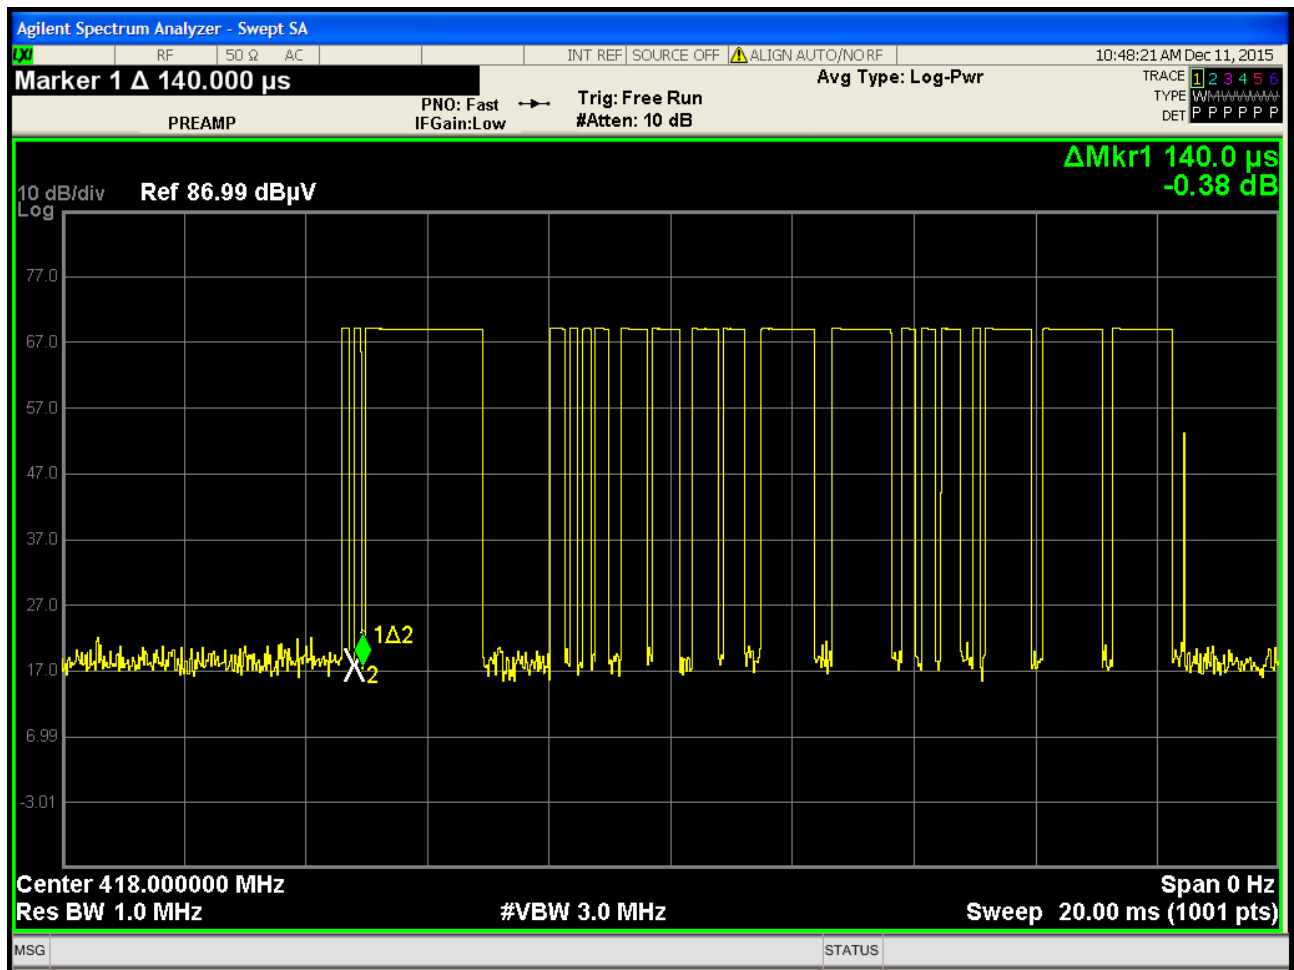 Agilent Spectrum Analyzer - Swept SA
LXI RF 50 Ω AC INT REF SOURCE OFF ALIGN AUTO/NO RF 10:48:21 AM Dec 11, 2015
Marker 1 Δ 140.000 µs
Avg Type: Log-Pwr
TRACE 1 2 3 4 5 6
TYPE WMWWWWW
DET P P P P P P
PNO: Fast Trig: Free Run
PREAMP IFGain:Low #Atten: 10 dB
ΔMkr1 140.0 µs
-0.38 dB
10 dB/div Ref 86.99 dBµV
Log
77.0
67.0
57.0
47.0
37.0
27.0
1Δ2
17.0
2
6.99
-3.01
Center 418.000000 MHz Span 0 Hz
Res BW 1.0 MHz #VBW 3.0 MHz Sweep 20.00 ms (1001 pts)
MSG STATUS